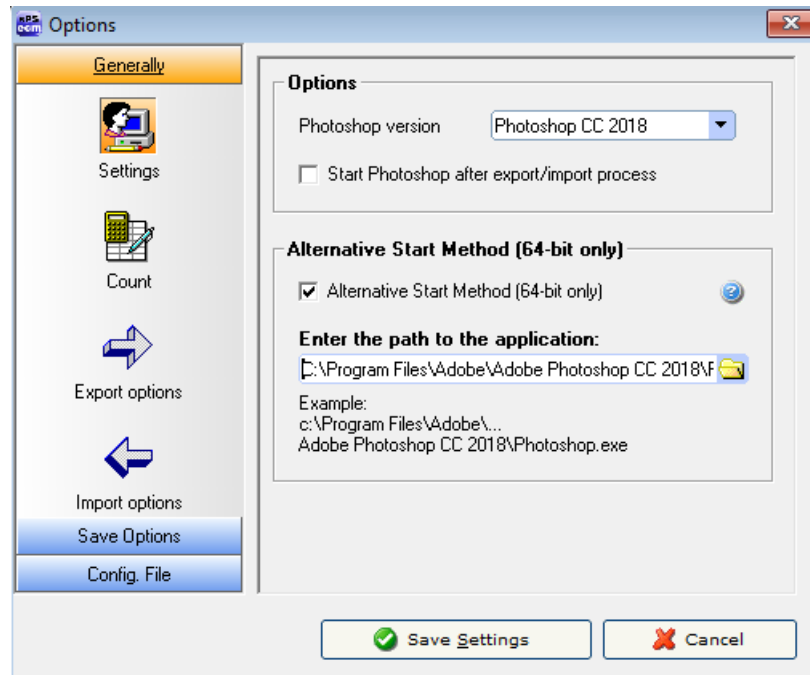 Options
Generally
Settings
Count
Export options
Import options
Save Options
Config. File
Options
Photoshop version
Photoshop CC 2018
Start Photoshop after export/import process
Alternative Start Method (64-bit only)
Alternative Start Method (64-bit only)
Enter the path to the application:
C:\Program Files\Adobe\Adobe Photoshop CC 2018\
Example:
c:\Program Files\Adobe\...
Adobe Photoshop CC 2018\Photoshop.exe
Save Settings
Cancel